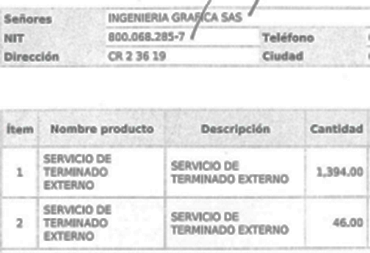 Señores INGENIERIA GRAFICA SAS
NIT 800.068.285-7 Teléfono
Dirección CR 2 36 19 Ciudad
Ítem Nombre producto Descripción Cantidad
1 SERVICIO DE TERMINADO EXTERNO SERVICIO DE TERMINADO EXTERNO 1,394.00
2 SERVICIO DE TERMINADO EXTERNO SERVICIO DE TERMINADO EXTERNO 46.00